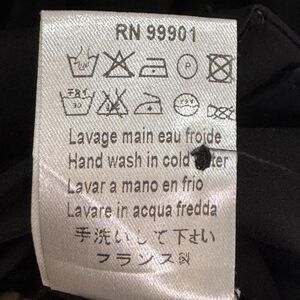 RN 99901
P
Lavage main eau froide
Hand wash in cold
Lavar a mano en frio
Lavare in acqua fredda
手洗いして下さい
フランス製